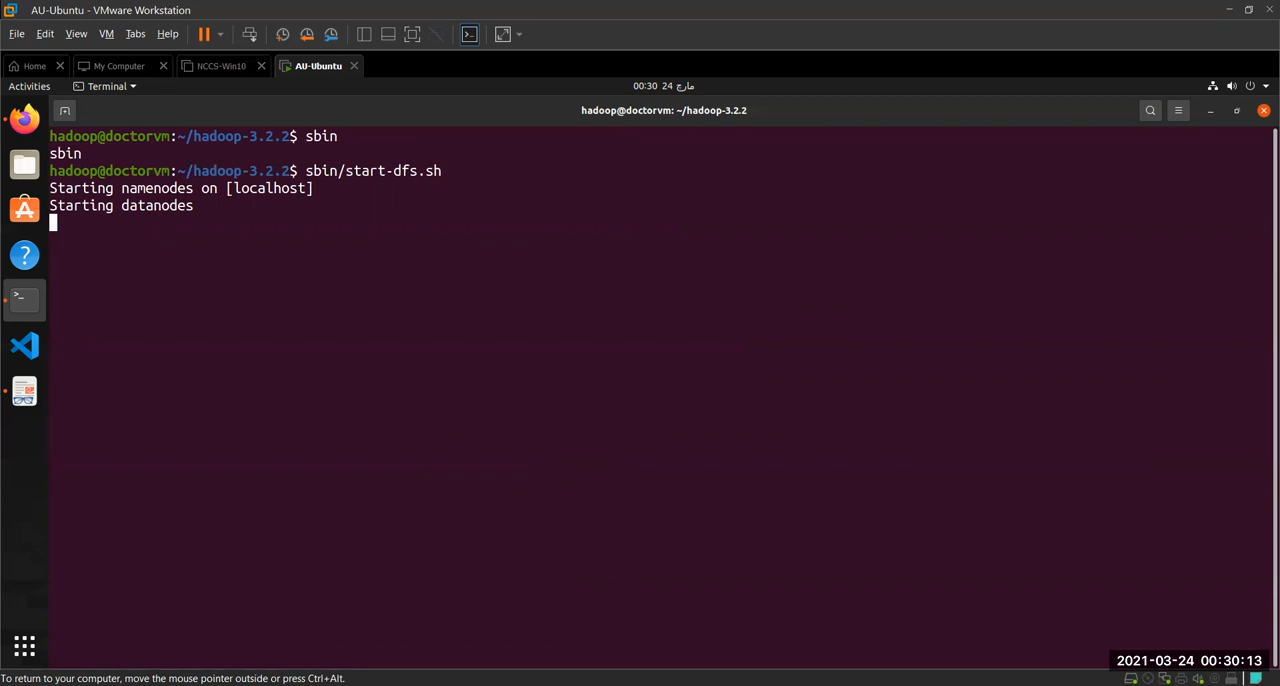 AU-Ubuntu - VMware Workstation
File Edit View VM Tabs Help
Home My Computer NCCS-Win10 AU-Ubuntu
Activities Terminal 00:30 24 مارچ
hadoop@doctorvm: ~/hadoop-3.2.2
hadoop@doctorvm:~/hadoop-3.2.2$ sbin
sbin
hadoop@doctorvm:~/hadoop-3.2.2$ sbin/start-dfs.sh
Starting namenodes on [localhost]
Starting datanodes
2021-03-24 00:30:13
To return to your computer, move the mouse pointer outside or press Ctrl+Alt.